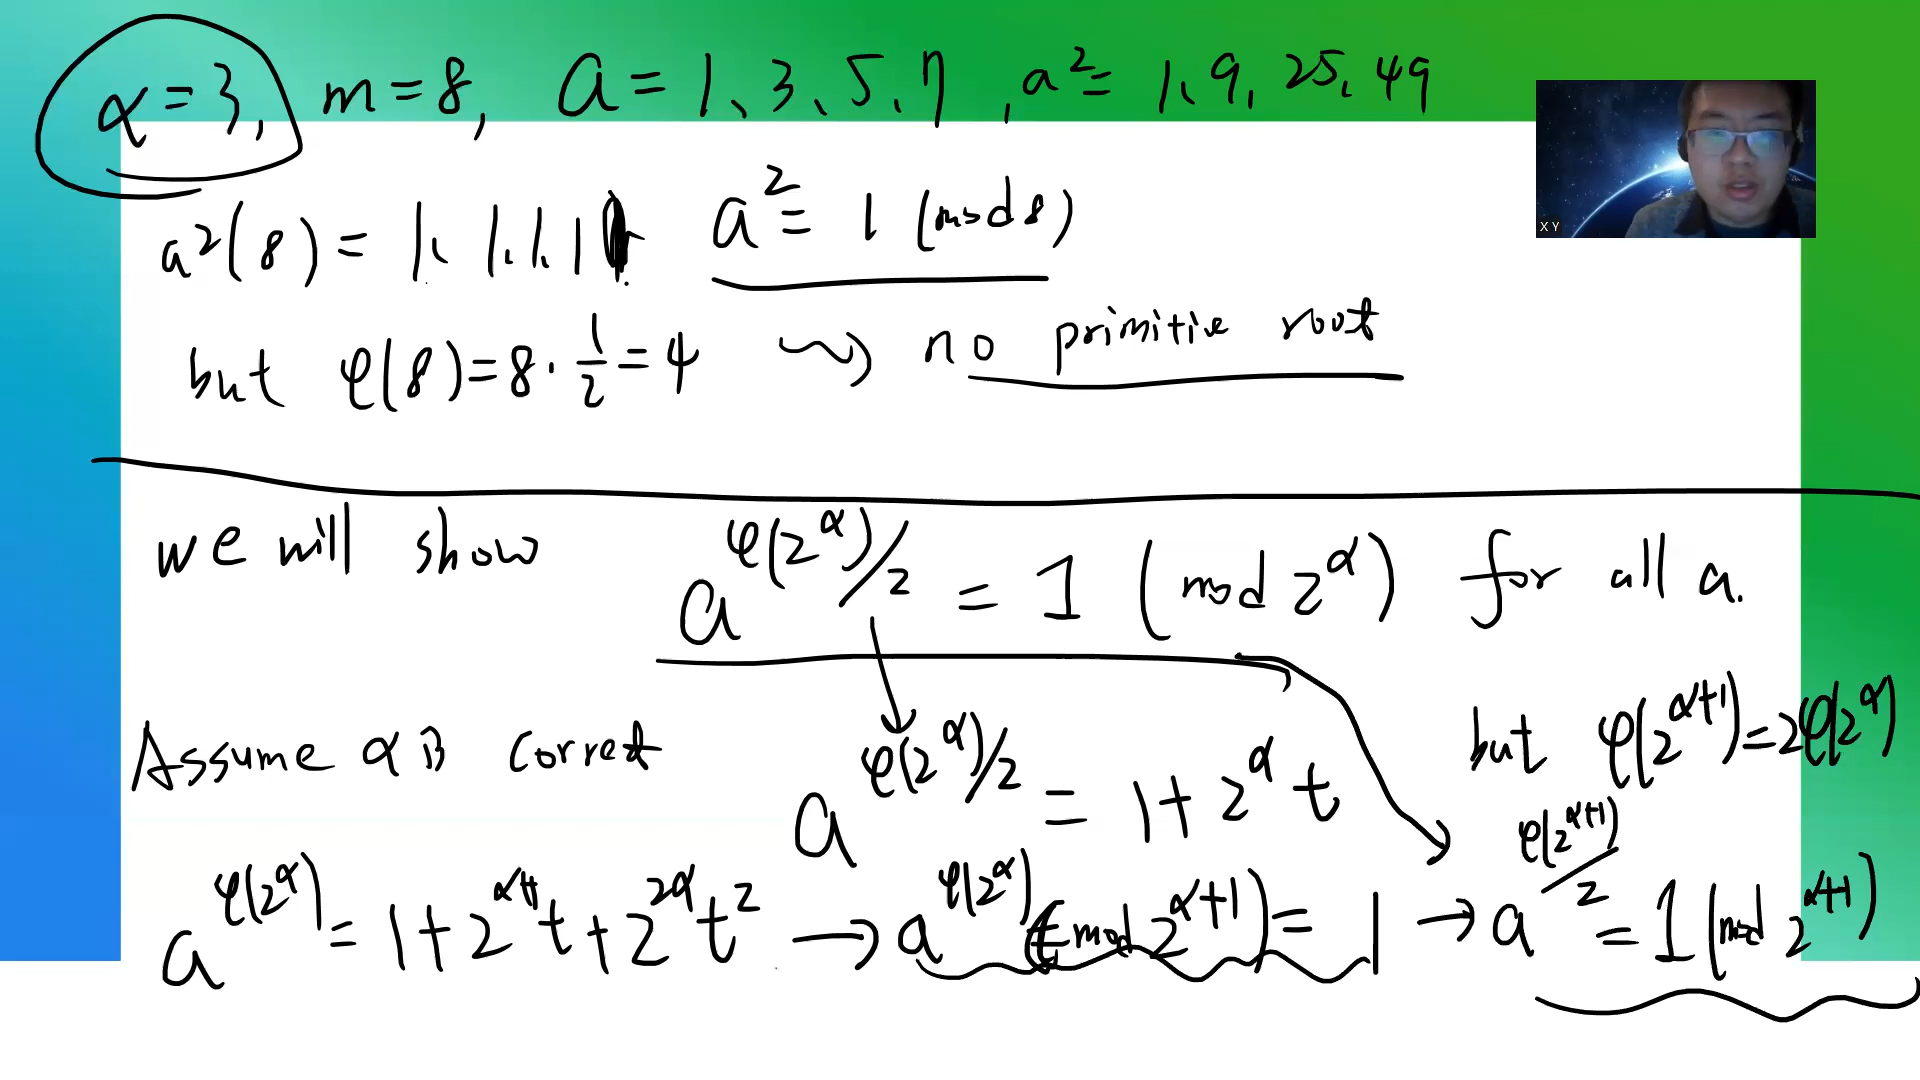 α=3, m=8, a=1、3、5、7, a²=1、9、25、49
a²(8)=1、1、1、1 a²=1(mod 8)
but φ(8)=8·1/2=4 ⇝ no primitive root
we will show a^{φ(2^α)/2} = 1 (mod 2^α) for all a.
Assume α is correct a^{φ(2^α)/2} = 1+2^α t but φ(2^{α+1})=2φ(2^α)
a^{φ(2^α)} = 1+2^{α+1}t+2^{2α}t² → a^{φ(2^α)} (mod 2^{α+1}) = 1 → a^{φ(2^{α+1})/2} = 1 (mod 2^{α+1})
X Y